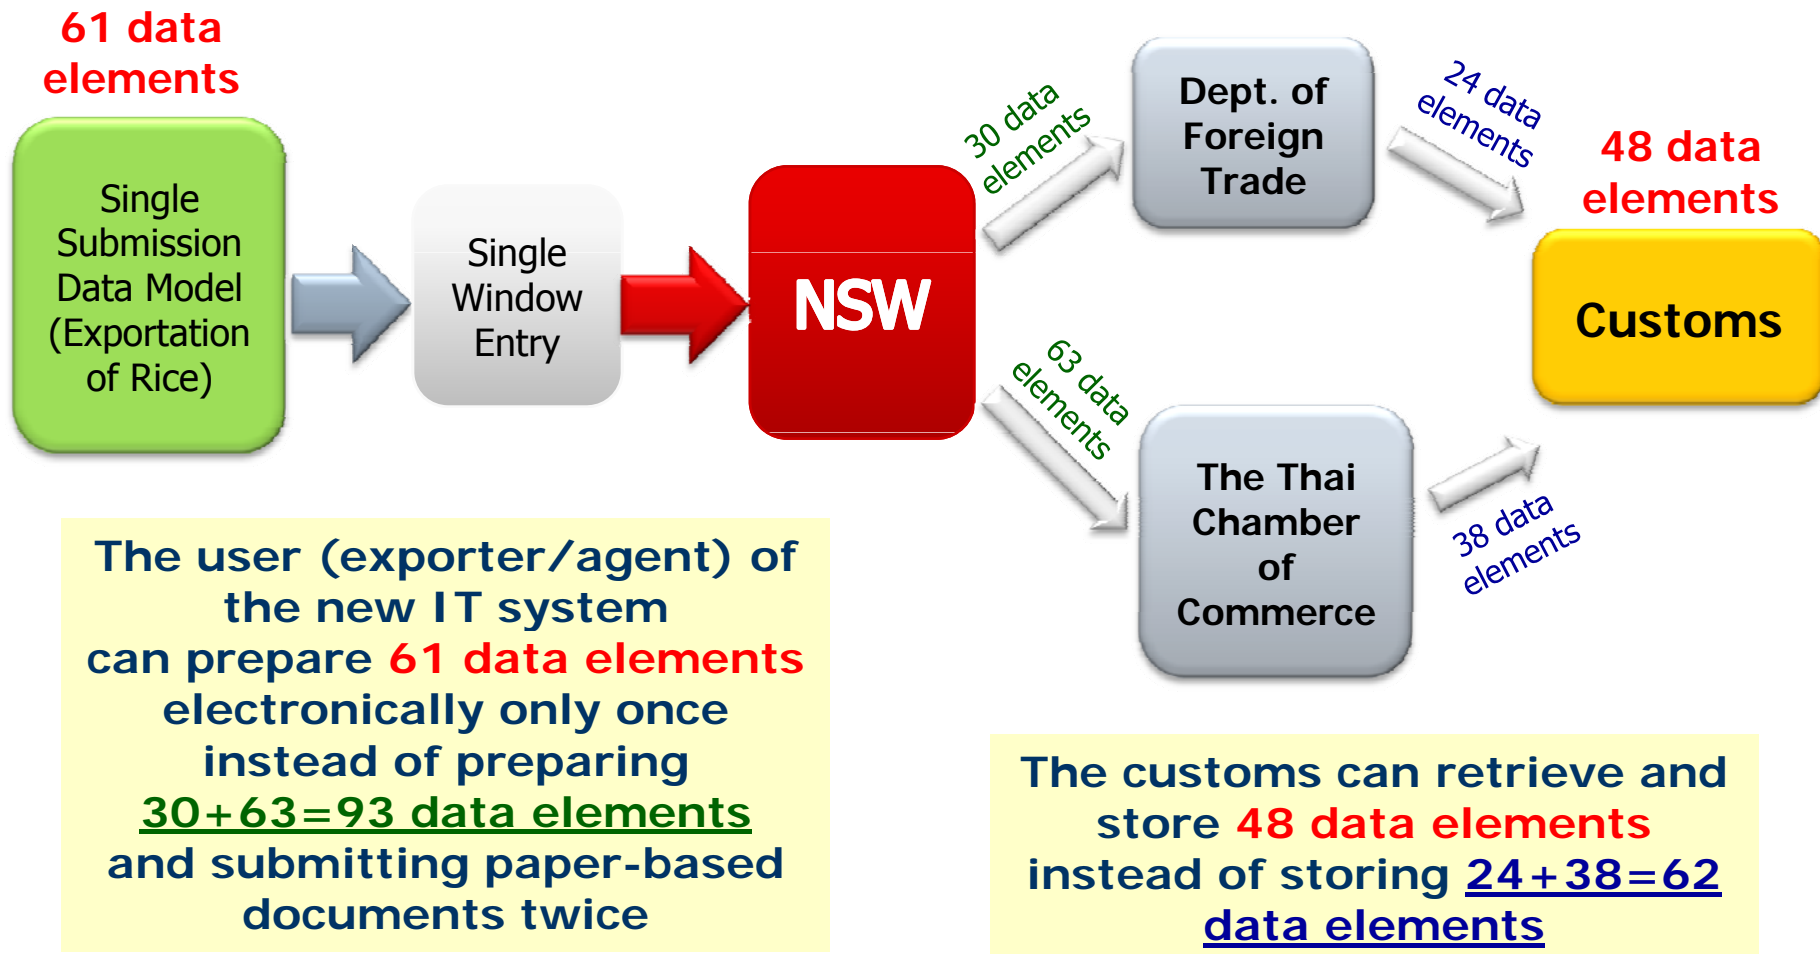 61 data
elements
Single
Submission
Data Model
(Exportation
of Rice)
Single
Window
Entry
NSW
30 data
elements
63 data
elements
Dept. of
Foreign
Trade
The Thai
Chamber
of
Commerce
24 data
elements
38 data
elements
48 data
elements
Customs
The user (exporter/agent) of
the new IT system
can prepare 61 data elements
electronically only once
instead of preparing
30+63=93 data elements
and submitting paper-based
documents twice
The customs can retrieve and
store 48 data elements
instead of storing 24+38=62
data elements